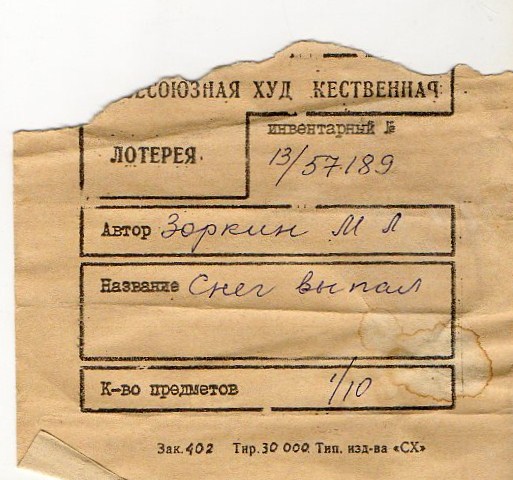 ЕСОЮЗНАЯ ХУД КЕСТВЕННАЯ
ЛОТЕРЕЯ
инвентарный №
13/57189
Автор Зоркин М Л
Название Снег выпал
К-во предметов 1/10
Зак. 402 Тир. 30 000. Тип. изд-ва «СХ»